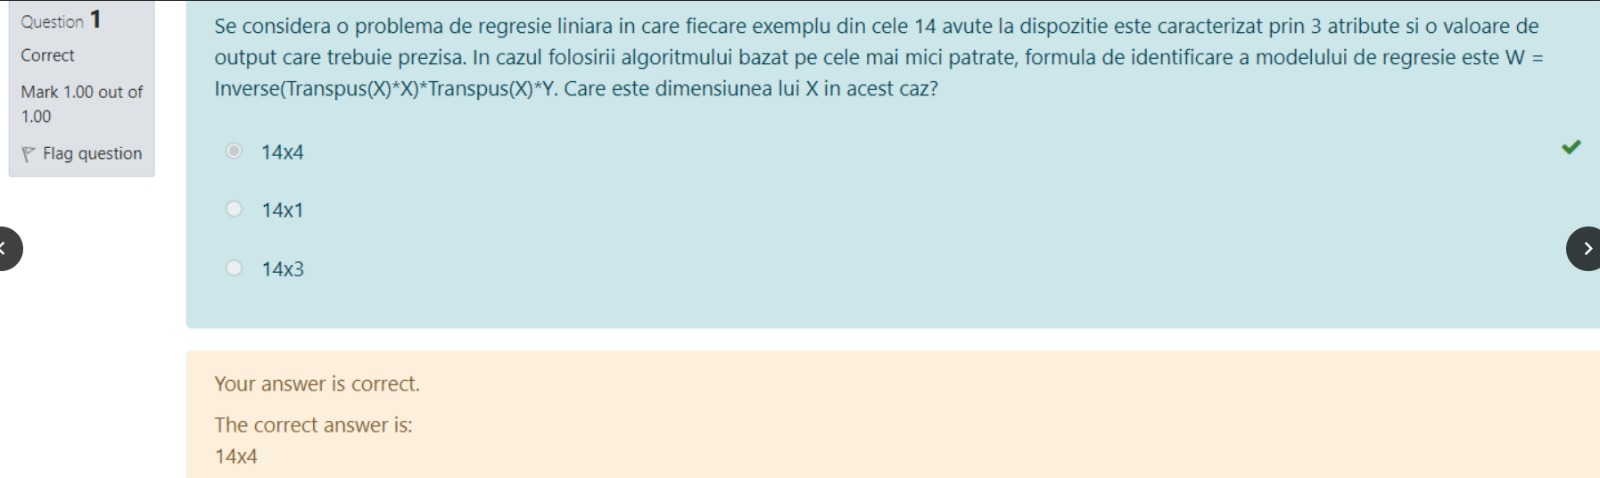 Question 1
Correct
Mark 1.00 out of
1.00
Flag question
Se considera o problema de regresie liniara in care fiecare exemplu din cele 14 avute la dispozitie este caracterizat prin 3 atribute si o valoare de
output care trebuie prezisa. In cazul folosirii algoritmului bazat pe cele mai mici patrate, formula de identificare a modelului de regresie este W =
Inverse(Transpus(X)*X)*Transpus(X)*Y. Care este dimensiunea lui X in acest caz?
14x4
14x1
14x3
Your answer is correct.
The correct answer is:
14x4